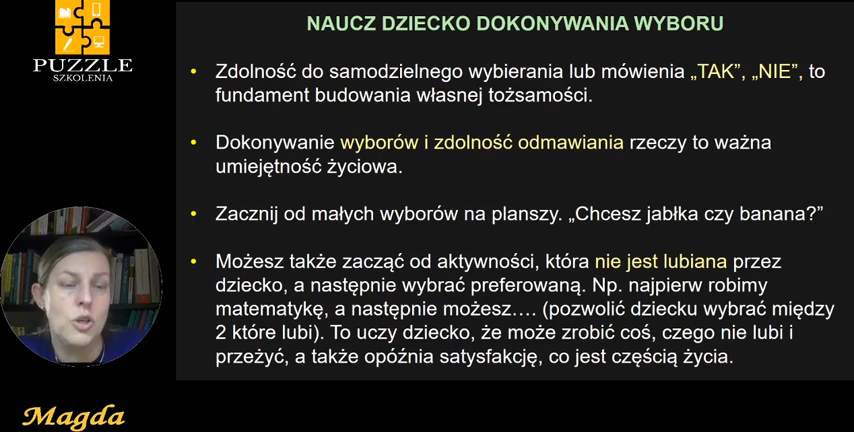 NAUCZ DZIECKO DOKONYWANIA WYBORU
PUZZLE
SZKOLENIA
• Zdolność do samodzielnego wybierania lub mówienia „TAK”, „NIE”, to
fundament budowania własnej tożsamości.
• Dokonywanie wyborów i zdolność odmawiania rzeczy to ważna
umiejętność życiowa.
• Zacznij od małych wyborów na planszy. „Chcesz jabłka czy banana?”
• Możesz także zacząć od aktywności, która nie jest lubiana przez
dziecko, a następnie wybrać preferowaną. Np. najpierw robimy
matematykę, a następnie możesz.... (pozwolić dziecku wybrać między
2 które lubi). To uczy dziecko, że może zrobić coś, czego nie lubi i
przeżyć, a także opóźnia satysfakcję, co jest częścią życia.
Magda